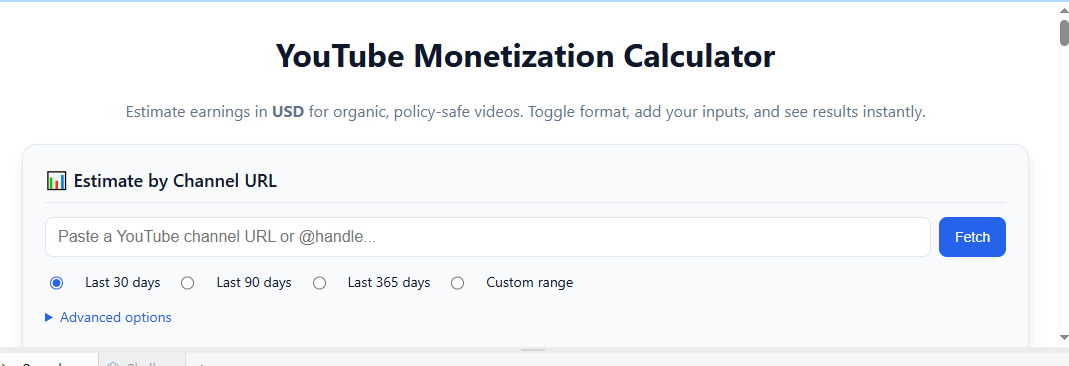 YouTube Monetization Calculator
Estimate earnings in USD for organic, policy-safe videos. Toggle format, add your inputs, and see results instantly.
📊 Estimate by Channel URL
Paste a YouTube channel URL or @handle...
Fetch
Last 30 days
Last 90 days
Last 365 days
Custom range
Advanced options